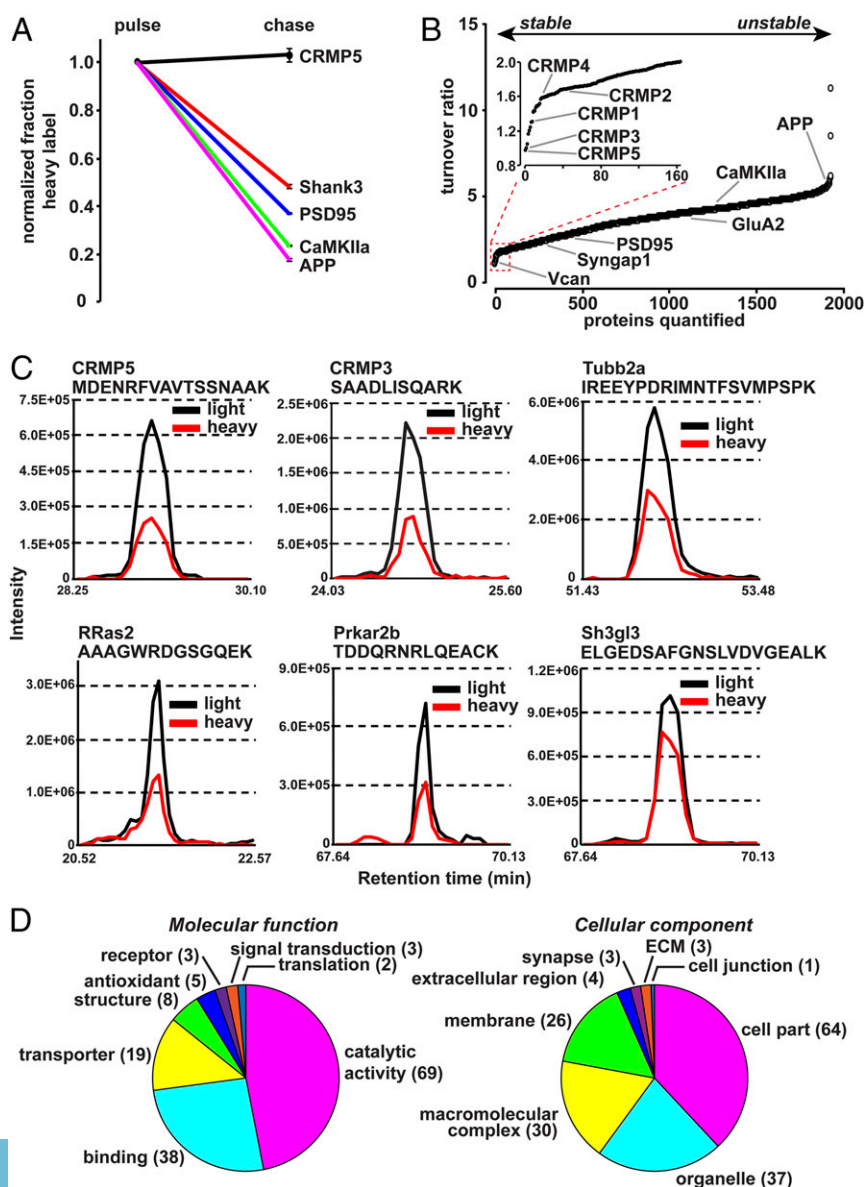 A
pulse
chase
normalized fraction
heavy label
1.0
0.8
0.6
0.4
0.2
0
CRMP5
Shank3
PSD95
CaMKIIa
APP
B
stable
unstable
turnover ratio
15
10
5
0
2.0
1.6
1.2
0.8
0
80
160
CRMP4
CRMP2
CRMP1
CRMP3
CRMP5
APP
CaMKIIa
GluA2
PSD95
Syngap1
Vcan
0
500
1000
1500
2000
proteins quantified
C
Intensity
CRMP5
MDENRFVAVTSSNAAK
7.5E+05
6.0E+05
4.5E+05
3.0E+05
1.5E+05
0
light
heavy
28.25
30.10
CRMP3
SAADLISQARK
2.5E+06
2.0E+06
1.5E+06
1.0E+06
5.0E+05
0
light
heavy
24.03
25.60
Tubb2a
IREEYPDRIMNTFSVMPSPK
6.0E+06
4.0E+06
2.0E+06
0
light
heavy
51.43
53.48
RRas2
AAAGWRDGSGQEK
3.0E+06
2.0E+06
1.0E+06
0
light
heavy
20.52
22.57
Prkar2b
TDDQRNRLQEACK
9.0E+05
6.0E+05
3.0E+05
0
light
heavy
67.64
70.13
Sh3gl3
ELGEDSAFGNSLVDVGEALK
1.2E+06
9.0E+05
6.0E+05
3.0E+05
0
light
heavy
67.64
70.13
Retention time (min)
D
Molecular function
receptor (3)
signal transduction (3)
translation (2)
antioxidant (5)
structure (8)
transporter (19)
catalytic
activity (69)
binding (38)
Cellular component
synapse (3)
ECM (3)
cell junction (1)
extracellular region (4)
membrane (26)
cell part (64)
macromolecular
complex (30)
organelle (37)